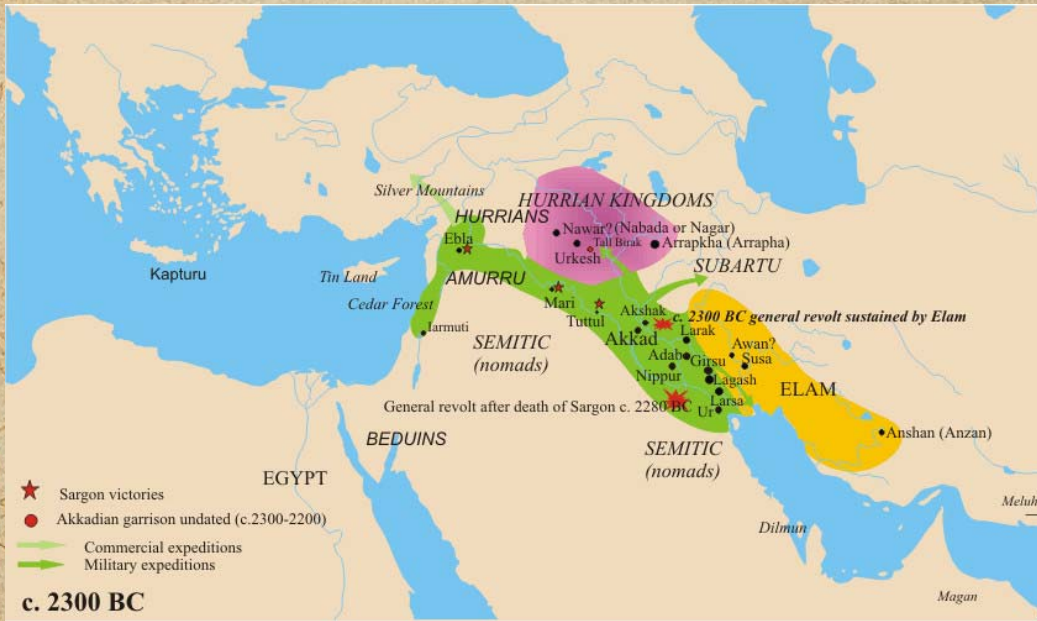 Silver Mountains
HURRIAN KINGDOMS
HURRIANS
Nawar? (Nabada or Nagar)
Ebla
Tall Birak
Urkesh
Arrapkha (Arrapha)
Kapturu
Tin Land
AMURRU
SUBARTU
Cedar Forest
Mari
Tuttul
Akshak
c. 2300 BC general revolt sustained by Elam
Iarmuti
Akkad
Larak
SEMITIC
(nomads)
Adab
Girsu
Awan?
Susa
Nippur
Lagash
ELAM
General revolt after death of Sargon c. 2280 BC
Larsa
Ur
Anshan (Anzan)
BEDUINS
SEMITIC
(nomads)
EGYPT
Sargon victories
Meluh
Akkadian garrison undated (c.2300-2200)
Dilmun
Commercial expeditions
Military expeditions
c. 2300 BC
Magan